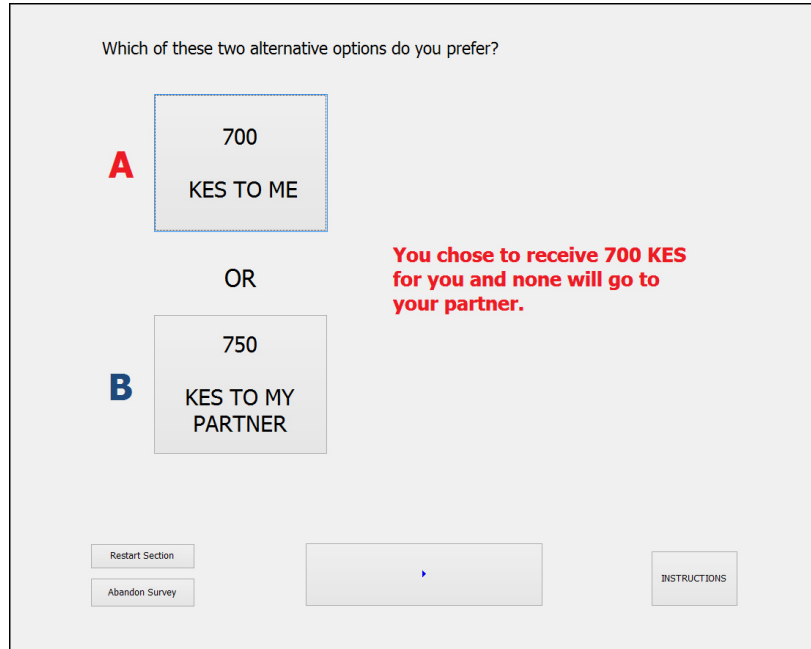 Which of these two alternative options do you prefer?
A
700
KES TO ME
You chose to receive 700 KES
for you and none will go to
your partner.
OR
B
750
KES TO MY
PARTNER
Restart Section
Abandon Survey
INSTRUCTIONS